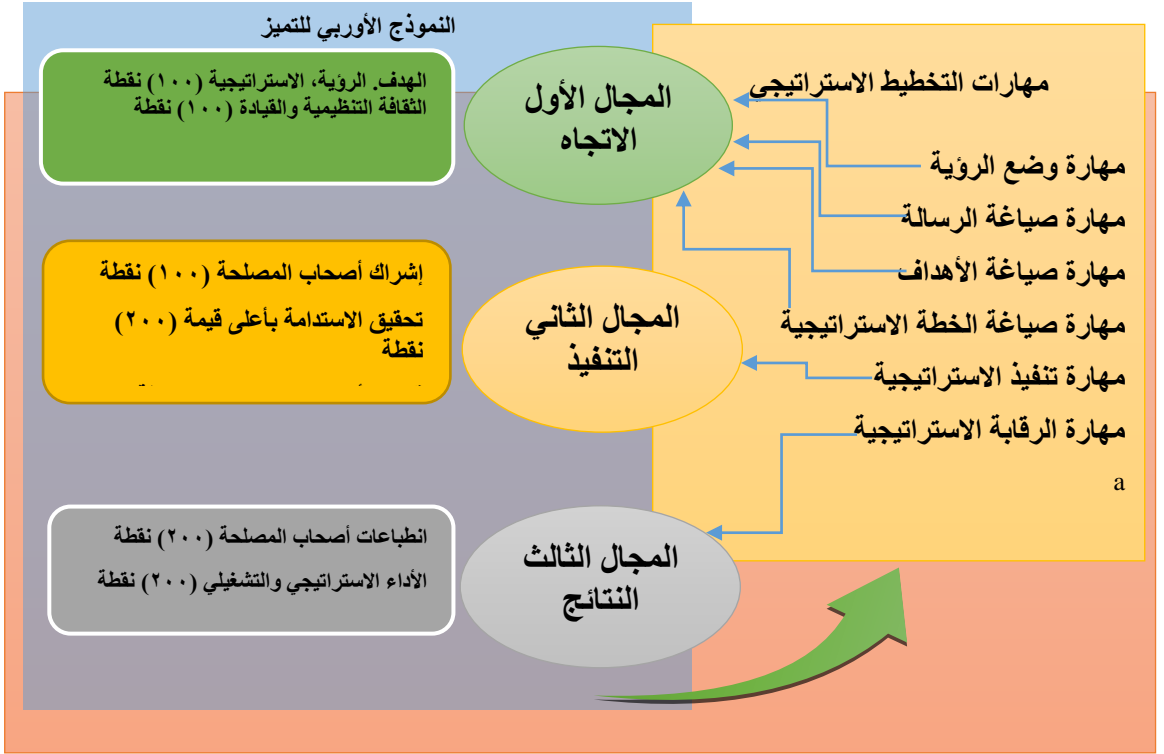 النموذج الأوربي للتميز
مهارات التخطيط الاستراتيجي
مهارة وضع الرؤية
مهارة صياغة الرسالة
مهارة صياغة الأهداف
مهارة صياغة الخطة الاستراتيجية
مهارة تنفيذ الاستراتيجية
مهارة الرقابة الاستراتيجية
a
المجال الأول
الاتجاه
الهدف. الرؤية، الاستراتيجية (١٠٠) نقطة
الثقافة التنظيمية والقيادة (١٠٠) نقطة
المجال الثاني
التنفيذ
إشراك أصحاب المصلحة (١٠٠) نقطة
تحقيق الاستدامة بأعلى قيمة (٢٠٠)
نقطة
المجال الثالث
النتائج
انطباعات أصحاب المصلحة (٢٠٠) نقطة
الأداء الاستراتيجي والتشغيلي (٢٠٠) نقطة